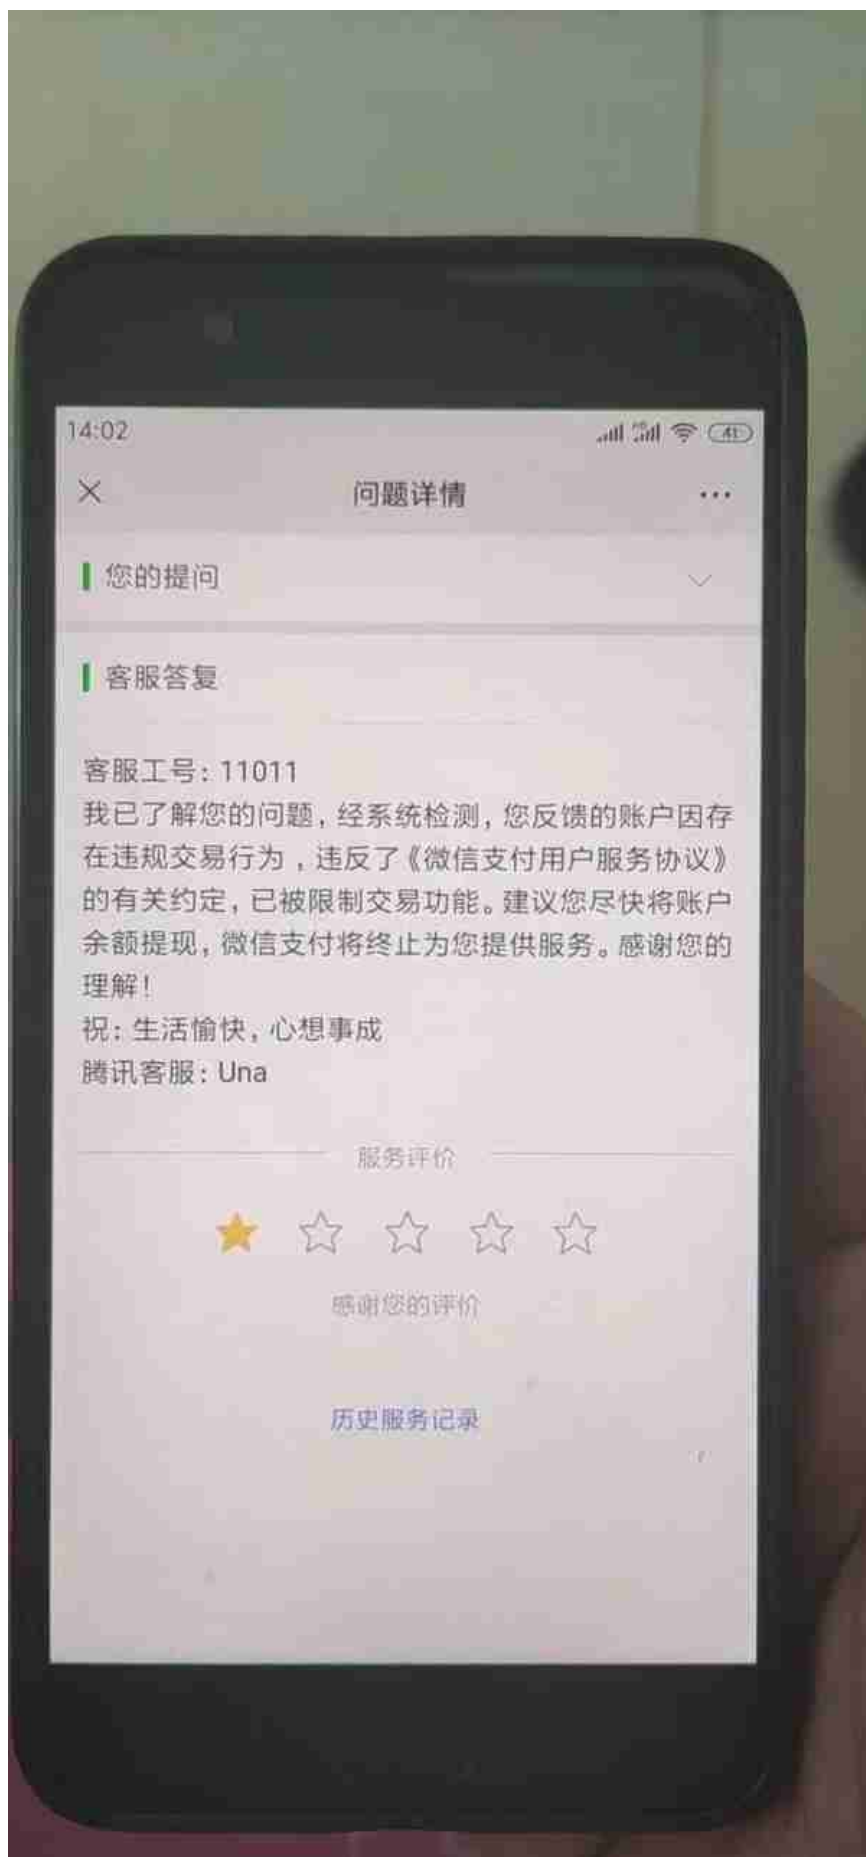 14:02
41
问题详情
您的提问
客服答复
客服工号：11011
我已了解您的问题，经系统检测，您反馈的账户因存
在违规交易行为，违反了《微信支付用户服务协议》
的有关约定，已被限制交易功能。建议您尽快将账户
余额提现，微信支付将终止为您提供服务。感谢您的
理解！
祝：生活愉快，心想事成
腾讯客服：Una
服务评价
感谢您的评价
历史服务记录